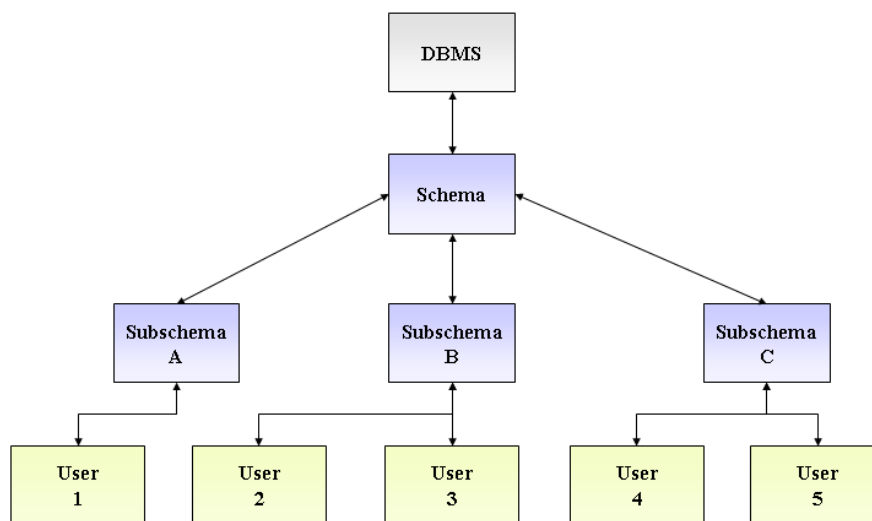 DBMS
Schema
Subschema
A
Subschema
B
Subschema
C
User
1
User
2
User
3
User
4
User
5